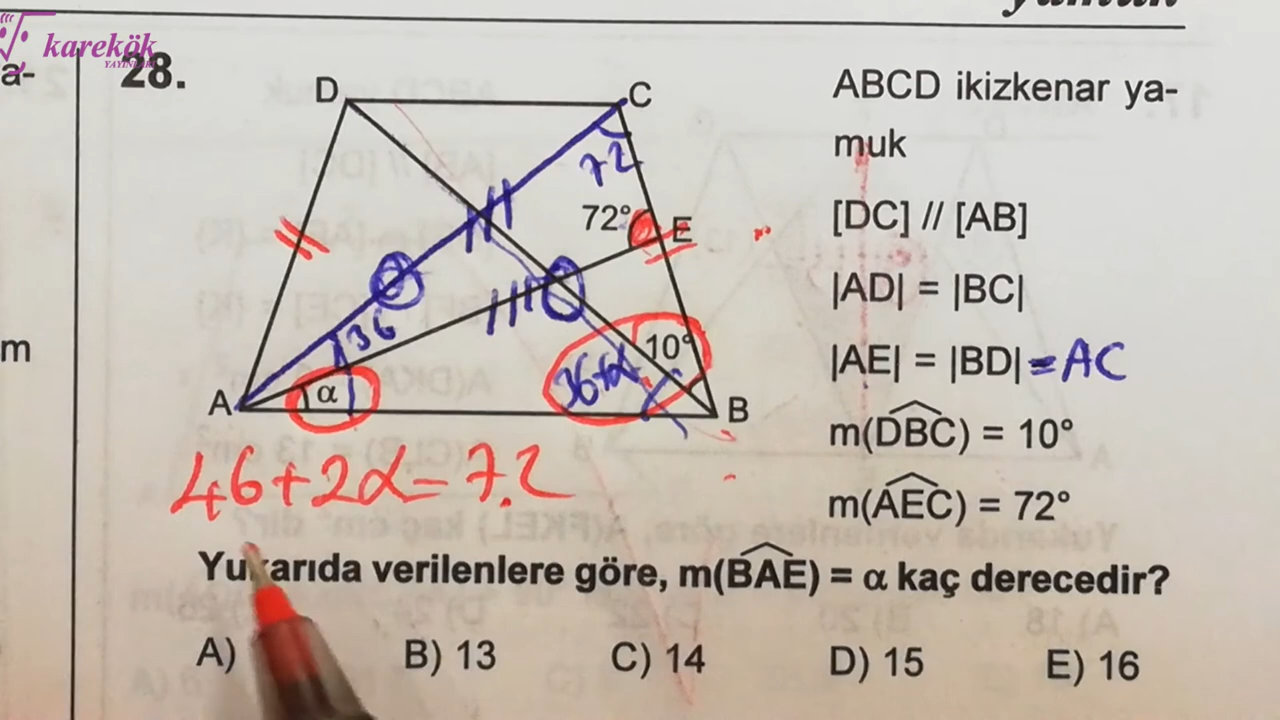 karekök
YAYINLARI
a-
28.
D
C
72
72°
E
36
α
A
36+α
10°
B
m
ABCD ikizkenar ya-
muk
[DC] // [AB]
|AD| = |BC|
|AE| = |BD| = AC
m(DBC) = 10°
m(AEC) = 72°
46+2α=72
Yukarıda verilenlere göre, m(BAE) = α kaç derecedir?
A)
B) 13
C) 14
D) 15
E) 16